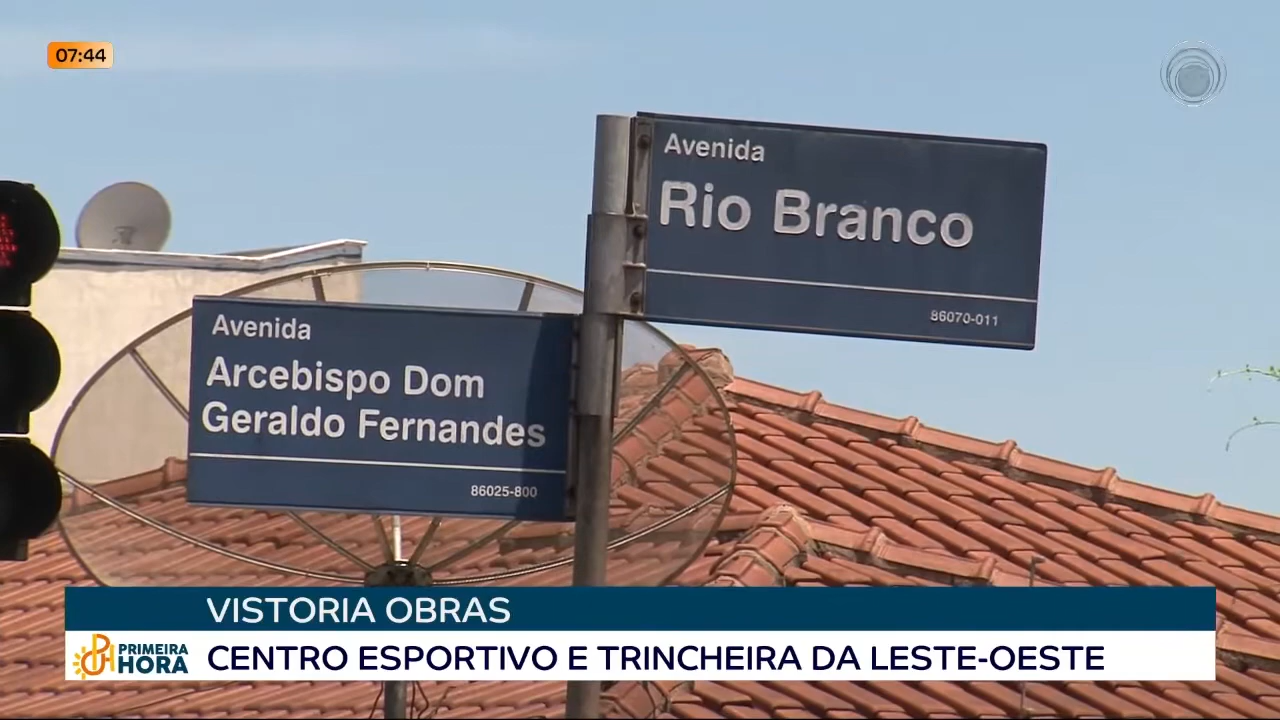 07:44
Avenida
Rio Branco
86070-011
Avenida
Arcebispo Dom
Geraldo Fernandes
86025-800
VISTORIA OBRAS
PRIMEIRA
HORA
CENTRO ESPORTIVO E TRINCHEIRA DA LESTE-OESTE